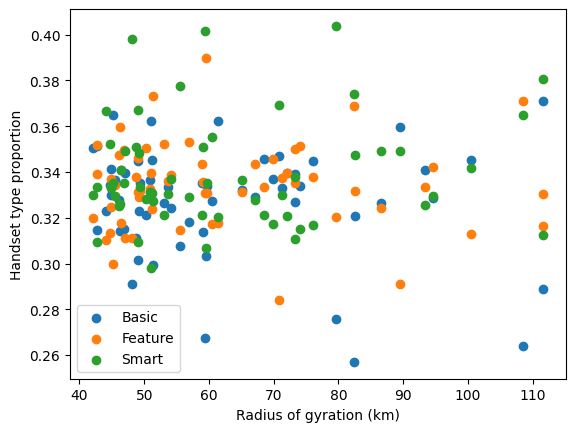 0.40
0.38
0.36
0.34
0.32
0.30
0.28
0.26
Handset type proportion
Basic
Feature
Smart
40 50 60 70 80 90 100 110
Radius of gyration (km)